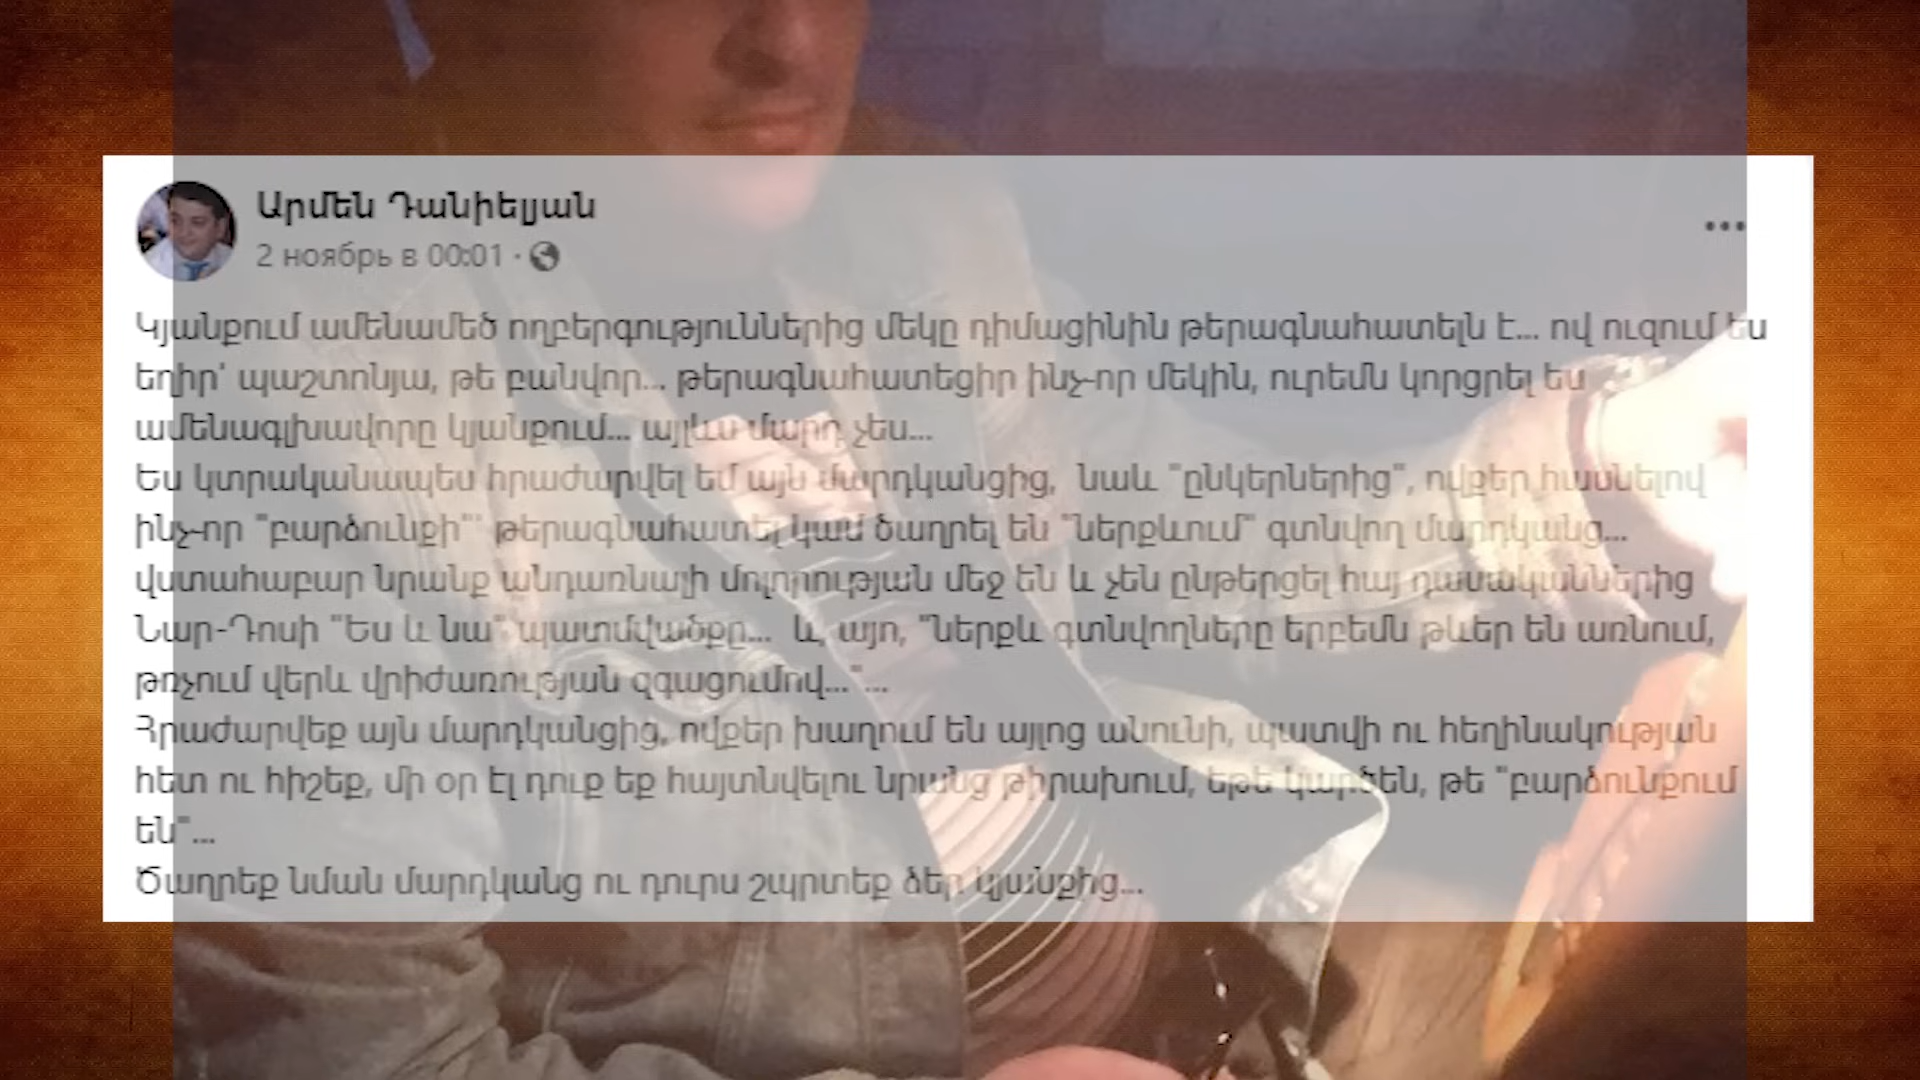 Արմեն Դանիելյան
2 ноябрь в 00:01 ·
Կյանքում ամենամեծ ողբերգություններից մեկը դիմացինին թերագնահատելն է... ով ուզում ես
եղիր' պաշտոնյա, թե բանվոր... թերագնահատեցիր ինչ-որ մեկին, ուրեմն կորցրել ես
ամենագլխավորը կյանքում... այլևս մարդ չես...
Ես կտրականապես հրաժարվել եմ այն մարդկանցից, նաև "ընկերներից", ովքեր հասնելով
ինչ-որ "բարձունքի"' թերագնահատել կամ ծաղրել են "ներքևում" գտնվող մարդկանց...
վստահաբար նրանք անդառնալի մոլորության մեջ են և չեն ընթերցել հայ դասականներից
Նար-Դոսի "Ես և նա" պատմվածքը... և, այո, "ներքև գտնվողները երբեմն թևեր են առնում,
թռչում վերև վրիժառության զգացումով..."...
Հրաժարվեք այն մարդկանցից, ովքեր խաղում են այլոց անունի, պատվի ու հեղինակության
հետ ու հիշեք, մի օր էլ դուք եք հայտնվելու նրանց թիրախում, եթե կարծեն, թե "բարձունքում
են"...
Ծաղրեք նման մարդկանց ու դուրս շպրտեք ձեր կյանքից...